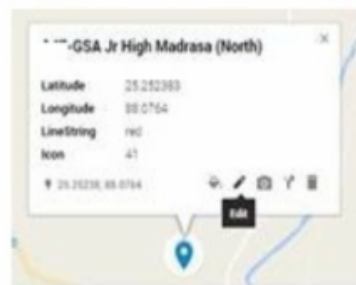 -GSA Jr High Madrasa (North)
Latitude 25.252383
Longitude 88.0764
LineString red
Icon 41
25.25238, 88.0764
Edit